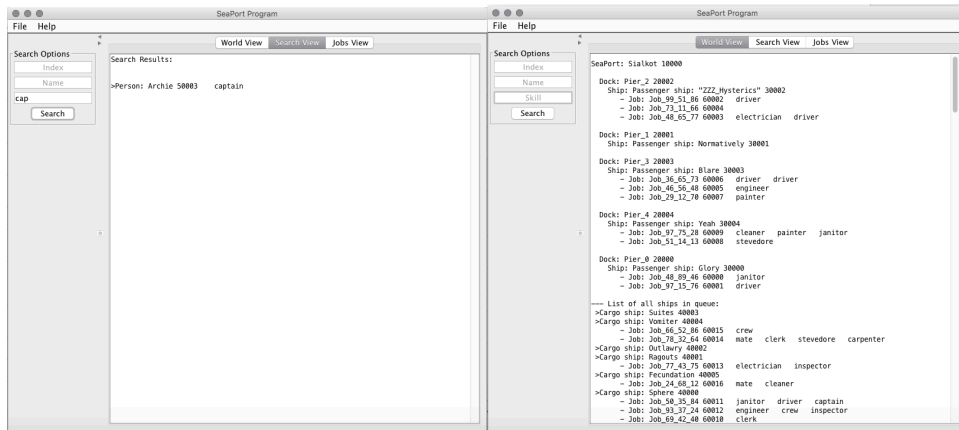 SeaPort Program
File Help
World View Search View Jobs View
Search Options
Index
Name
cap
Search
Search Results:
>Person: Archie 50003 captain
SeaPort Program
File Help
World View Search View Jobs View
Search Options
Index
Name
Skill
Search
SeaPort: Sialkot 10000
Dock: Pier_2 20002
Ship: Passenger ship: "ZZZ_Hysterics" 30002
- Job: Job_99_51_86 60002 driver
- Job: Job_73_11_66 60004
- Job: Job_48_65_77 60003 electrician driver
Dock: Pier_1 20001
Ship: Passenger ship: Normatively 30001
Dock: Pier_3 20003
Ship: Passenger ship: Blare 30003
- Job: Job_36_65_73 60006 driver driver
- Job: Job_46_56_48 60005 engineer
- Job: Job_29_12_70 60007 painter
Dock: Pier_4 20004
Ship: Passenger ship: Yeah 30004
- Job: Job_97_75_28 60009 cleaner painter janitor
- Job: Job_51_14_13 60008 stevedore
Dock: Pier_0 20000
Ship: Passenger ship: Glory 30000
- Job: Job_48_89_46 60000 janitor
- Job: Job_97_15_76 60001 driver
--- List of all ships in queue:
>Cargo ship: Suites 40003
>Cargo ship: Vomiter 40004
- Job: Job_66_52_86 60015 crew
- Job: Job_78_32_64 60014 mate clerk stevedore carpenter
>Cargo ship: Outlawry 40002
>Cargo ship: Ragouts 40001
- Job: Job_77_43_75 60013 electrician inspector
>Cargo ship: Fecundation 40005
- Job: Job_24_68_12 60016 mate cleaner
>Cargo ship: Sphere 40000
- Job: Job_50_35_84 60011 janitor driver captain
- Job: Job_93_37_24 60012 engineer crew inspector
- Job: Job_69_42_40 60010 clerk